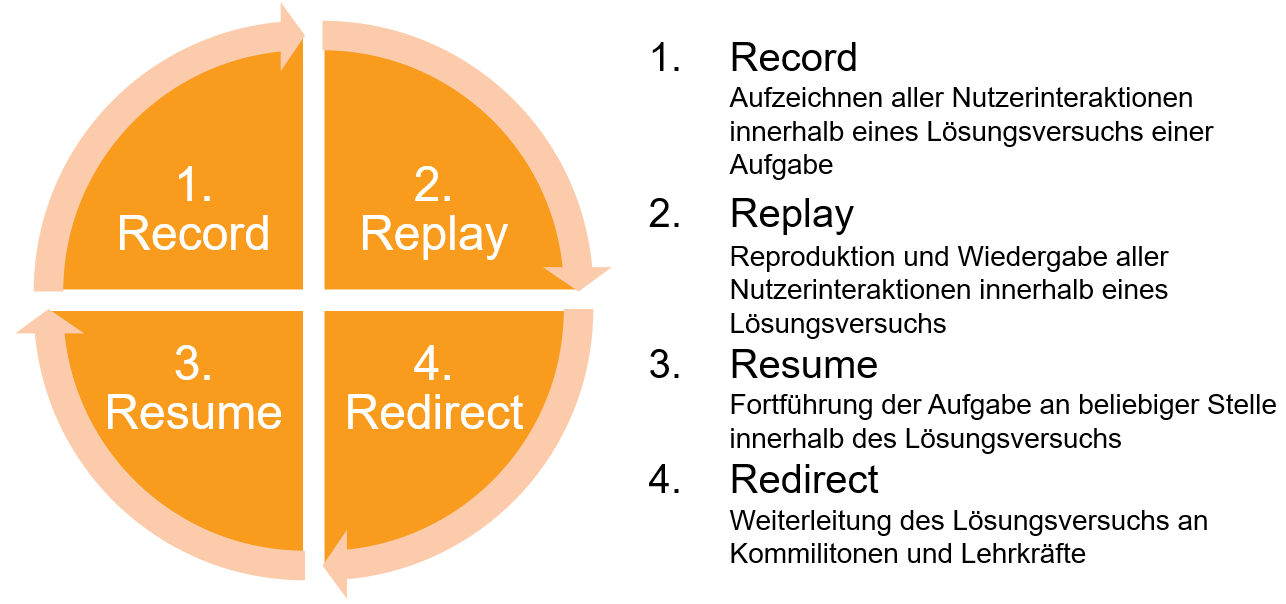 1.
Record
2.
Replay
3.
Resume
4.
Redirect
1. Record
Aufzeichnen aller Nutzerinteraktionen
innerhalb eines Lösungsversuchs einer
Aufgabe
2. Replay
Reproduktion und Wiedergabe aller
Nutzerinteraktionen innerhalb eines
Lösungsversuchs
3. Resume
Fortführung der Aufgabe an beliebiger Stelle
innerhalb des Lösungsversuchs
4. Redirect
Weiterleitung des Lösungsversuchs an
Kommilitonen und Lehrkräfte